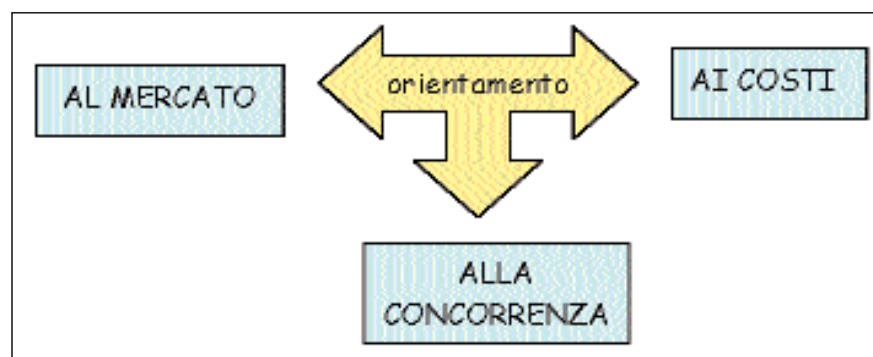 AL MERCATO
orientamento
AI COSTI
ALLA
CONCORRENZA